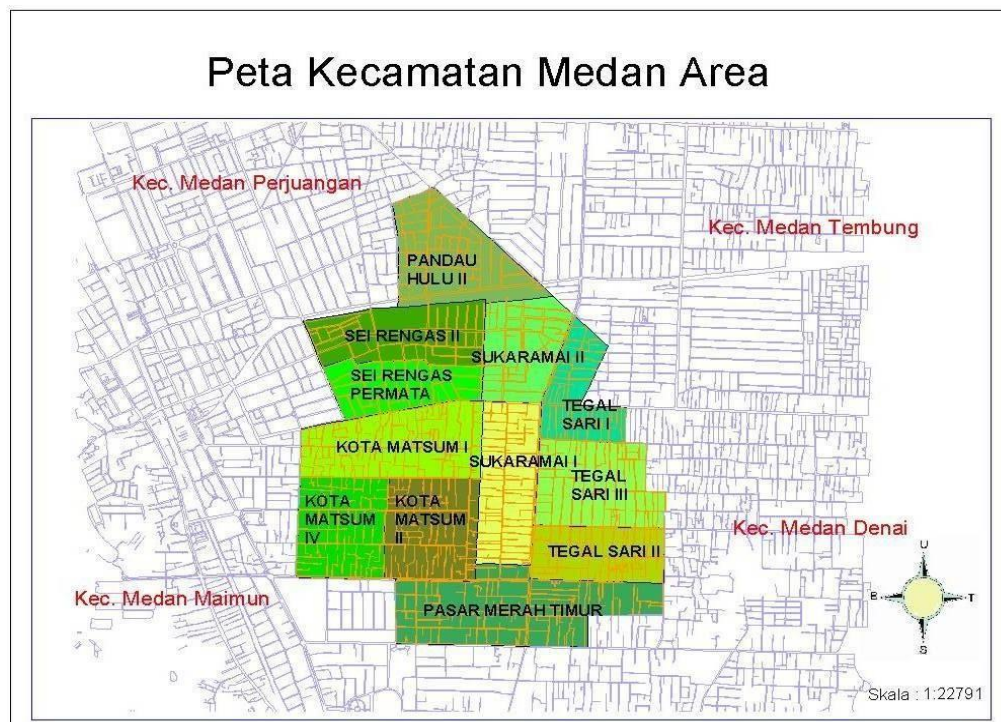 Peta Kecamatan Medan Area
Kec. Medan Perjuangan
Kec. Medan Tembung
PANDAU
HULU II
SEI RENGAS II
SUKARAMAI II
SEI RENGAS
PERMATA
TEGAL
SARI I
KOTA MATSUM I
SUKARAMAI I
TEGAL
SARI III
KOTA
MATSUM
IV
KOTA
MATSUM
II
Kec. Medan Denai
TEGAL SARI II
Kec. Medan Maimun
PASAR MERAH TIMUR
U
B
T
S
Skala : 1:22791